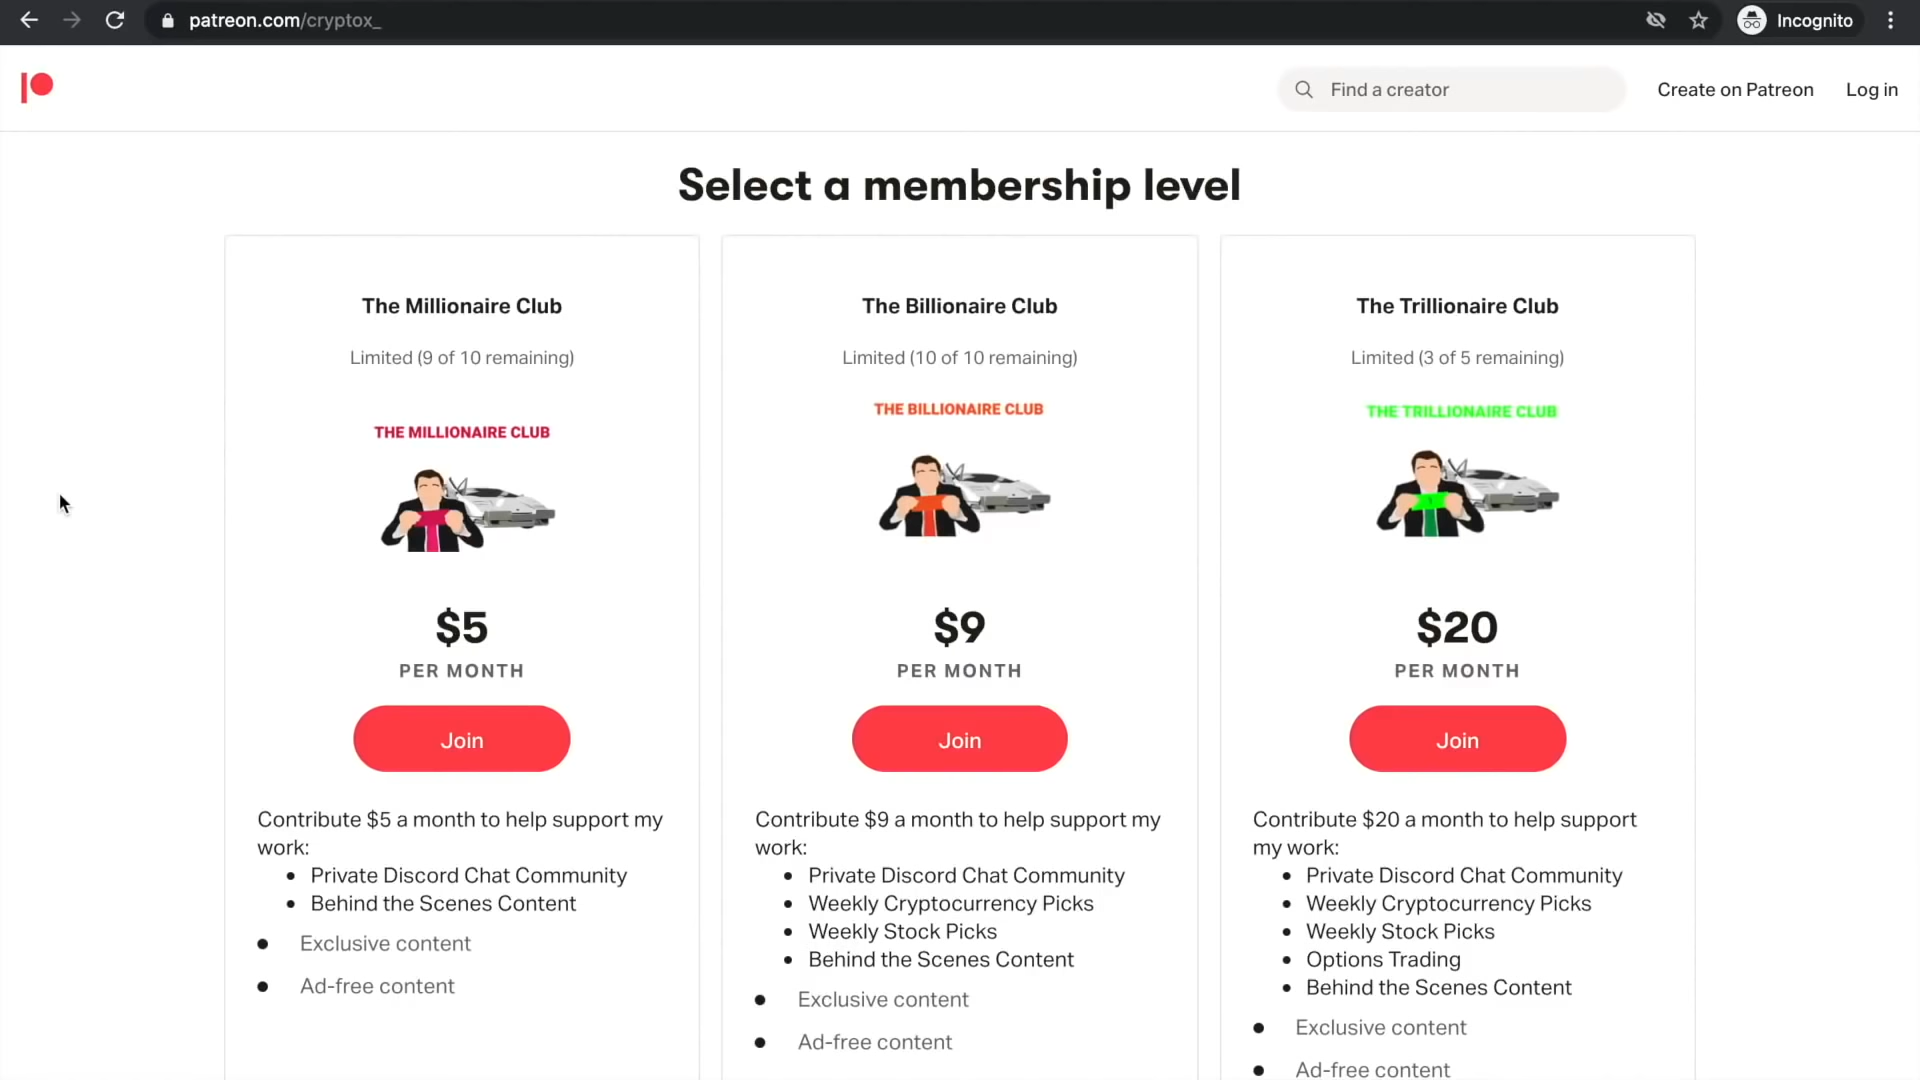 patreon.com/cryptox_
Incognito
Find a creator
Create on Patreon
Log in
Select a membership level
The Millionaire Club
Limited (9 of 10 remaining)
THE MILLIONAIRE CLUB
$5
PER MONTH
Join
Contribute $5 a month to help support my
work:
• Private Discord Chat Community
• Behind the Scenes Content
• Exclusive content
• Ad-free content
The Billionaire Club
Limited (10 of 10 remaining)
THE BILLIONAIRE CLUB
$9
PER MONTH
Join
Contribute $9 a month to help support my
work:
• Private Discord Chat Community
• Weekly Cryptocurrency Picks
• Weekly Stock Picks
• Behind the Scenes Content
• Exclusive content
• Ad-free content
The Trillionaire Club
Limited (3 of 5 remaining)
THE TRILLIONAIRE CLUB
$20
PER MONTH
Join
Contribute $20 a month to help support
my work:
• Private Discord Chat Community
• Weekly Cryptocurrency Picks
• Weekly Stock Picks
• Options Trading
• Behind the Scenes Content
• Exclusive content
• Ad-free content